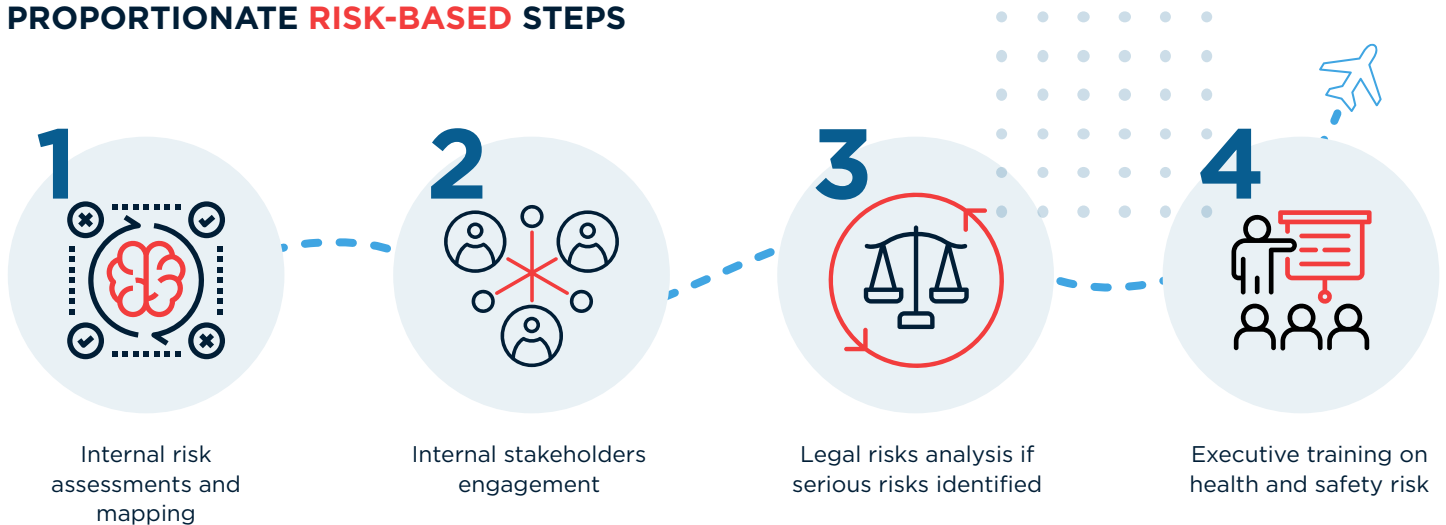 PROPORTIONATE RISK-BASED STEPS
1
2
3
4
Internal risk
assessments and
mapping
Internal stakeholders
engagement
Legal risks analysis if
serious risks identified
Executive training on
health and safety risk